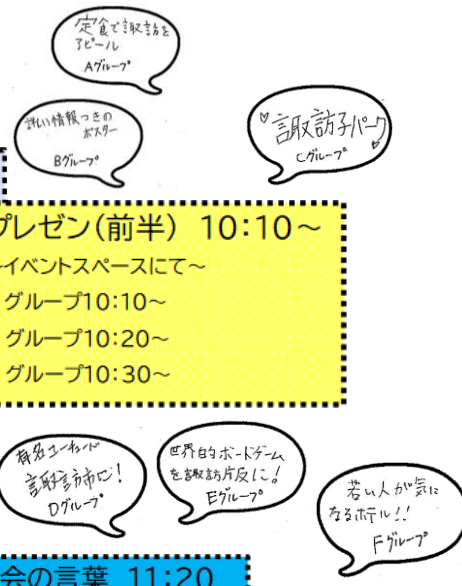 定食で諏訪を
アピール
Aグループ
詳しい情報つきの
ポスター
Bグループ
♡諏訪子パーク♡
Cグループ
プレゼン(前半) 10:10~
~イベントスペースにて~
グループ10:10~
グループ10:20~
グループ10:30~
有名
諏訪市に!
Dグループ
世界的ボードゲーム
を諏訪版に!
Eグループ
若い人が気に
なるホテル!!
Fグループ
会の言葉 11:20